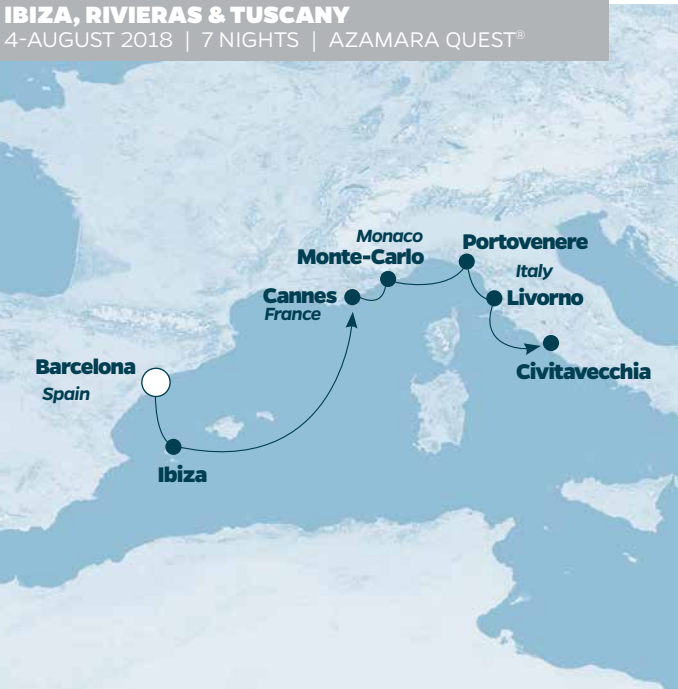 IBIZA, RIVIERAS & TUSCANY
4-AUGUST 2018 | 7 NIGHTS | AZAMARA QUEST®
Monaco
Monte-Carlo
Portovenere
Italy
Cannes
France
Livorno
Barcelona
Spain
Civitavecchia
Ibiza